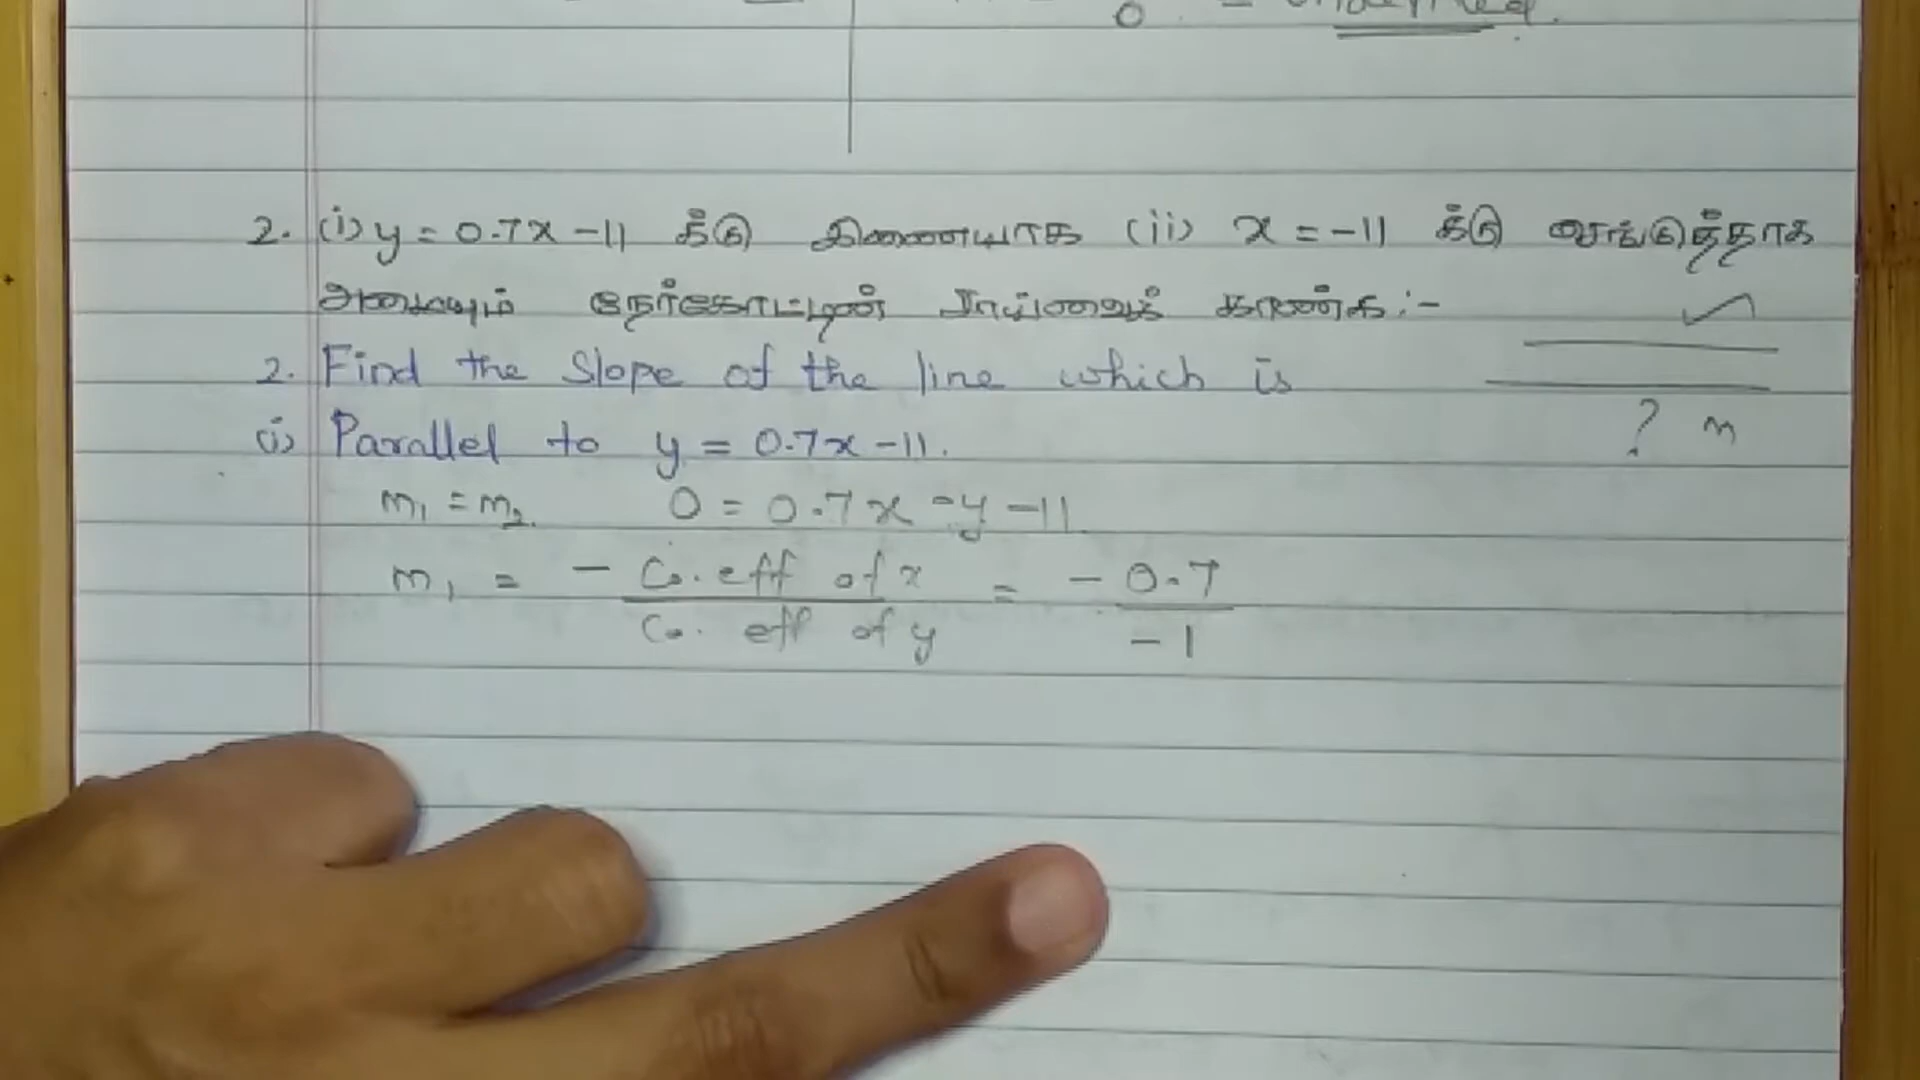 0
2. (i) y = 0.7x -11 க்கு இணையாக (ii) x = -11 க்கு செங்குத்தாக
அமையும் நேர்கோட்டின் சாய்வைக் காண்க :-
2. Find the Slope of the line which is
? m
(i) Parallel to y = 0.7x -11.
m₁ = m₂. 0 = 0.7x -y -11
m₁ = - Co.eff of x / Co. eff of y = - 0.7 / -1